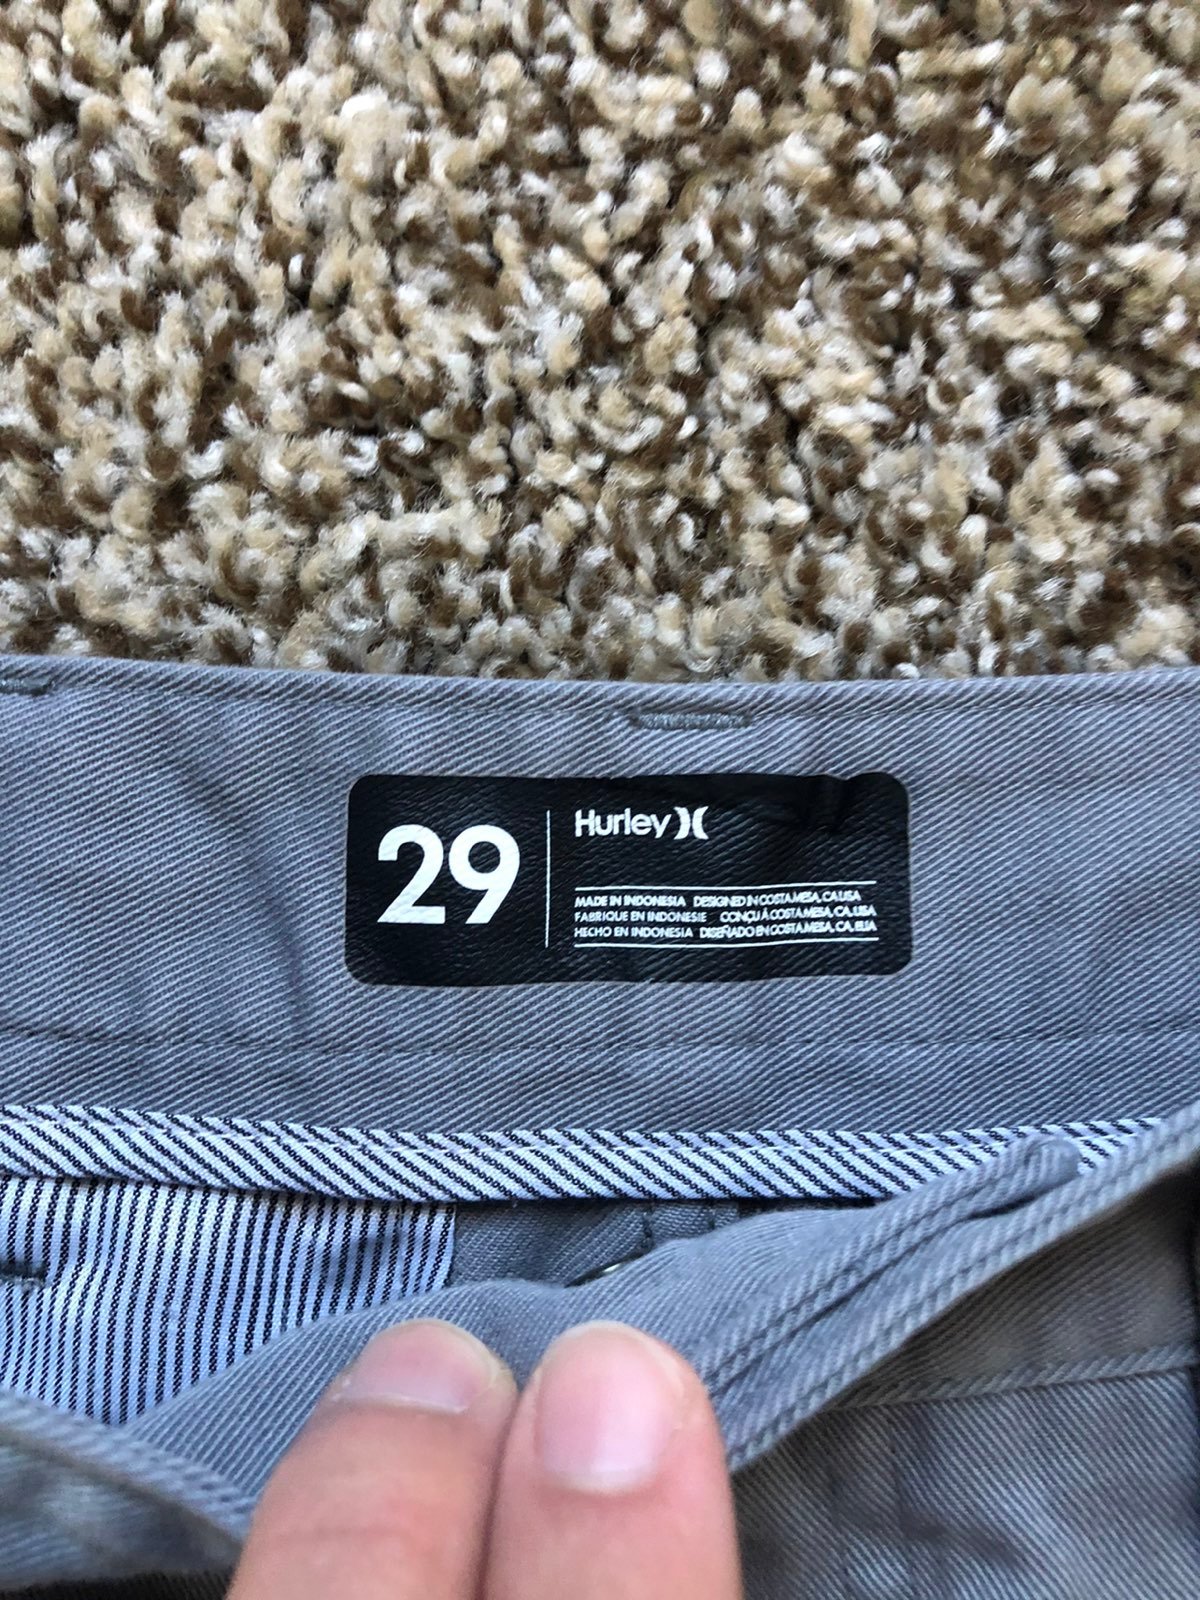 29
Hurley
MADE IN INDONESIA DESIGNED IN COSTA MESA, CA USA
FABRIQUE EN INDONESIE CONÇU À COSTA MESA, CA, USA
HECHO EN INDONESIA DISEÑADO EN COSTA MESA, CA, EUA